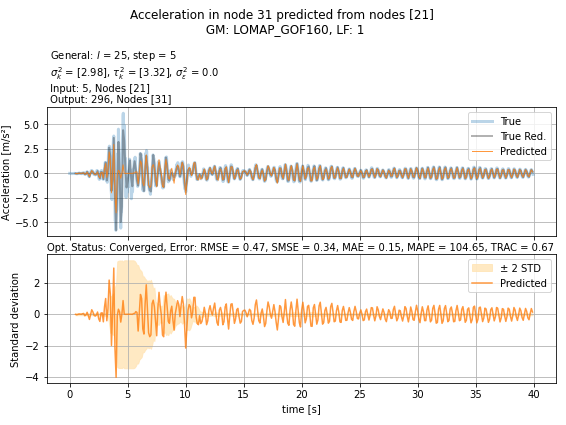 Acceleration in node 31 predicted from nodes [21]
GM: LOMAP_GOF160, LF: 1
General: l = 25, step = 5
σ²ₖ = [2.98], τ²ₖ = [3.32], σ²ε = 0.0
Input: 5, Nodes [21]
Output: 296, Nodes [31]
5.0
2.5
0.0
−2.5
−5.0
Acceleration [m/s²]
True
True Red.
Predicted
Opt. Status: Converged, Error: RMSE = 0.47, SMSE = 0.34, MAE = 0.15, MAPE = 104.65, TRAC = 0.67
2
0
−2
−4
Standard deviation
± 2 STD
Predicted
0 5 10 15 20 25 30 35 40
time [s]